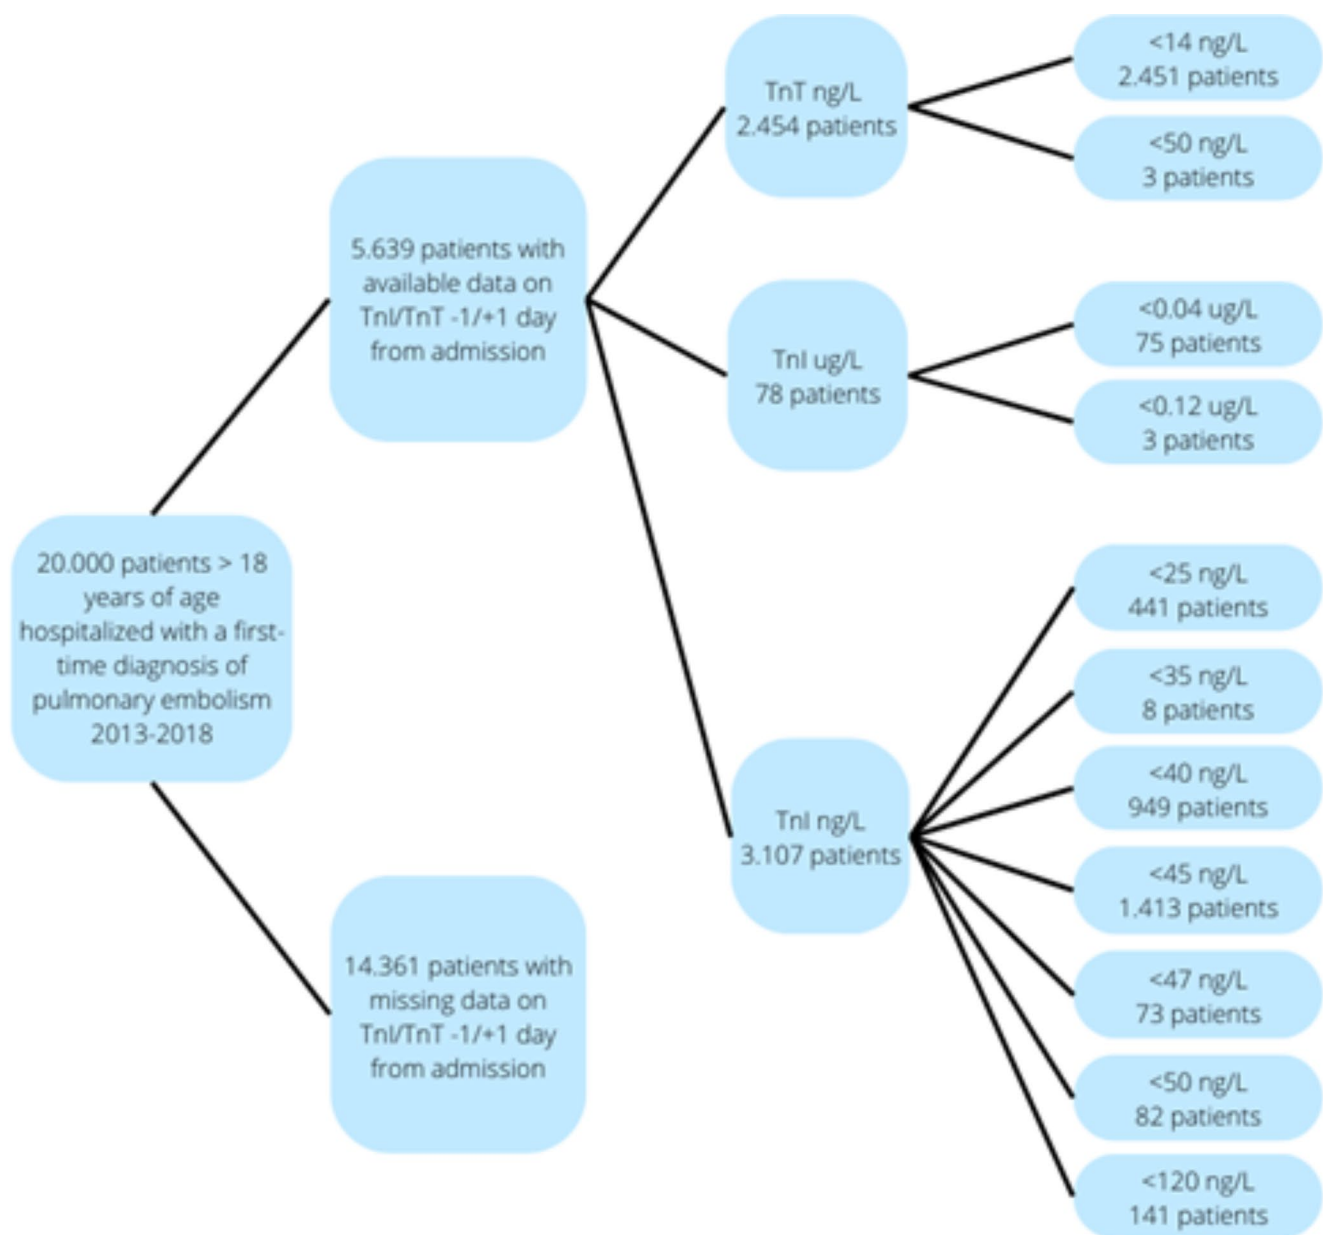 20.000 patients > 18
years of age
hospitalized with a first-
time diagnosis of
pulmonary embolism
2013-2018
5.639 patients with
available data on
TnI/TnT -1/+1 day
from admission
14.361 patients with
missing data on
TnI/TnT -1/+1 day
from admission
TnT ng/L
2.454 patients
<14 ng/L
2.451 patients
<50 ng/L
3 patients
TnI ug/L
78 patients
<0.04 ug/L
75 patients
<0.12 ug/L
3 patients
TnI ng/L
3.107 patients
<25 ng/L
441 patients
<35 ng/L
8 patients
<40 ng/L
949 patients
<45 ng/L
1.413 patients
<47 ng/L
73 patients
<50 ng/L
82 patients
<120 ng/L
141 patients